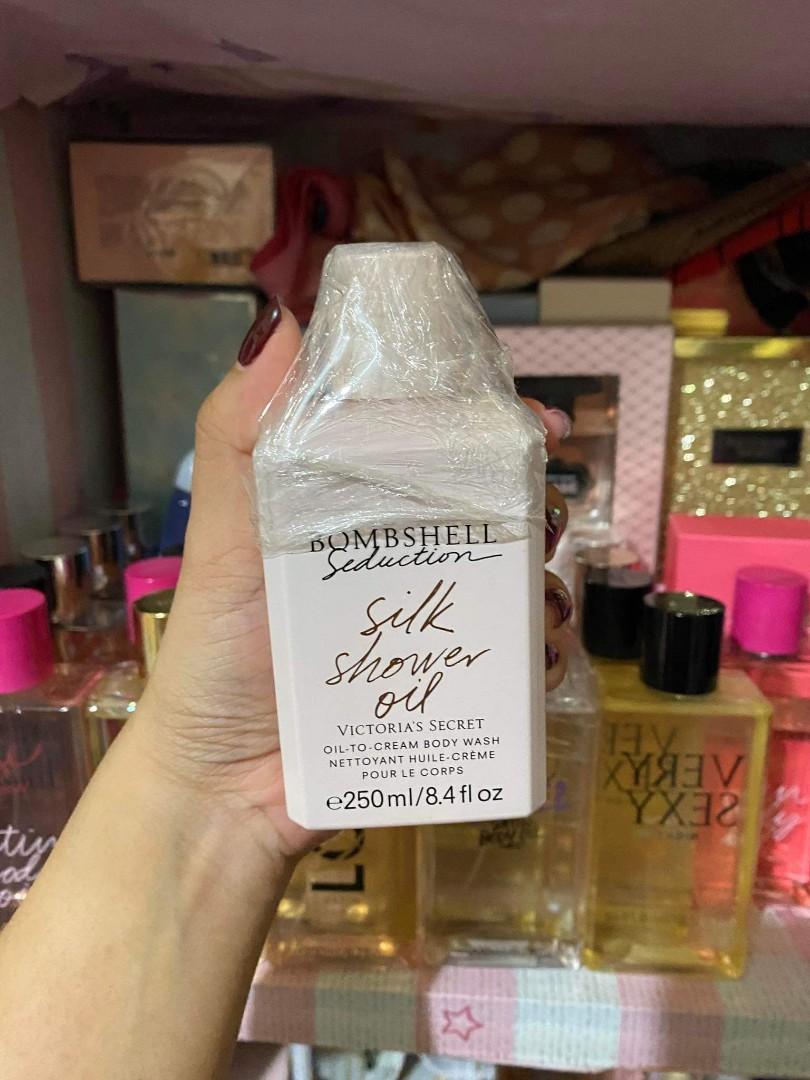 BOMBSHELL
Seduction
silk
shower
oil
VICTORIA'S SECRET
OIL-TO-CREAM BODY WASH
NETTOYANT HUILE-CRÈME
POUR LE CORPS
℮250 ml/8.4 fl oz
VERY
SEXY